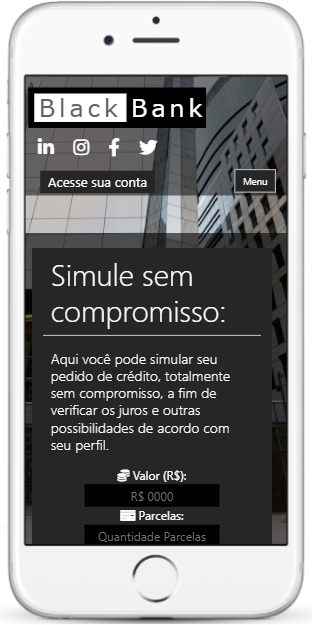 Black Bank
Acesse sua conta
Menu
Simule sem
compromisso:
Aqui você pode simular seu
pedido de crédito, totalmente
sem compromisso, a fim de
verificar os juros e outras
possibilidades de acordo com
seu perfil.
Valor (R$):
R$ 0000
Parcelas:
Quantidade Parcelas